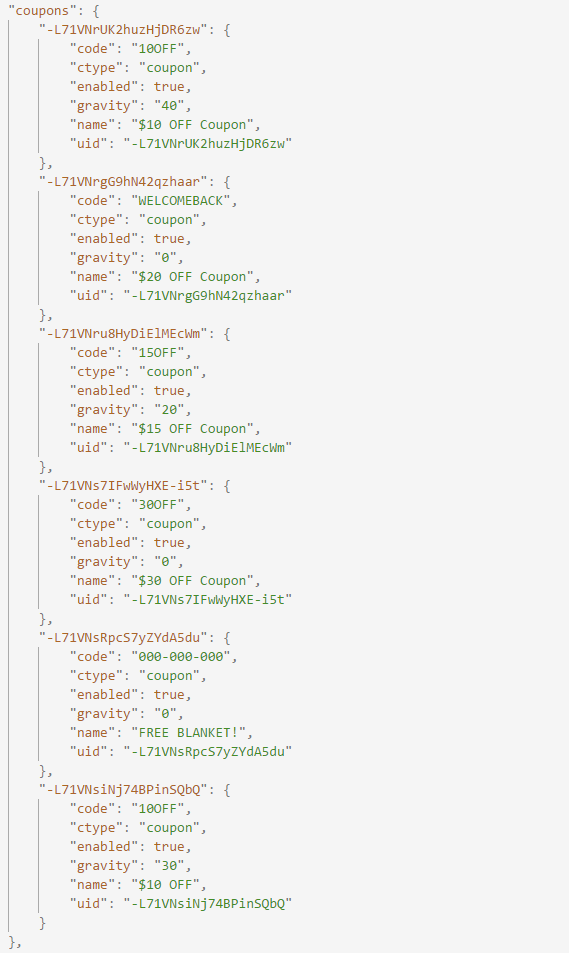 "coupons": {
"-L71VNrUK2huzHjDR6zw": {
"code": "10OFF",
"ctype": "coupon",
"enabled": true,
"gravity": "40",
"name": "$10 OFF Coupon",
"uid": "-L71VNrUK2huzHjDR6zw"
},
"-L71VNrgG9hN42qzhaar": {
"code": "WELCOMEBACK",
"ctype": "coupon",
"enabled": true,
"gravity": "0",
"name": "$20 OFF Coupon",
"uid": "-L71VNrgG9hN42qzhaar"
},
"-L71VNru8HyDiElMEcWm": {
"code": "15OFF",
"ctype": "coupon",
"enabled": true,
"gravity": "20",
"name": "$15 OFF Coupon",
"uid": "-L71VNru8HyDiElMEcWm"
},
"-L71VNs7IFwWyHXE-i5t": {
"code": "30OFF",
"ctype": "coupon",
"enabled": true,
"gravity": "0",
"name": "$30 OFF Coupon",
"uid": "-L71VNs7IFwWyHXE-i5t"
},
"-L71VNsRpcS7yZYdA5du": {
"code": "000-000-000",
"ctype": "coupon",
"enabled": true,
"gravity": "0",
"name": "FREE BLANKET!",
"uid": "-L71VNsRpcS7yZYdA5du"
},
"-L71VNsiNj74BPinSQbQ": {
"code": "10OFF",
"ctype": "coupon",
"enabled": true,
"gravity": "30",
"name": "$10 OFF",
"uid": "-L71VNsiNj74BPinSQbQ"
}
},